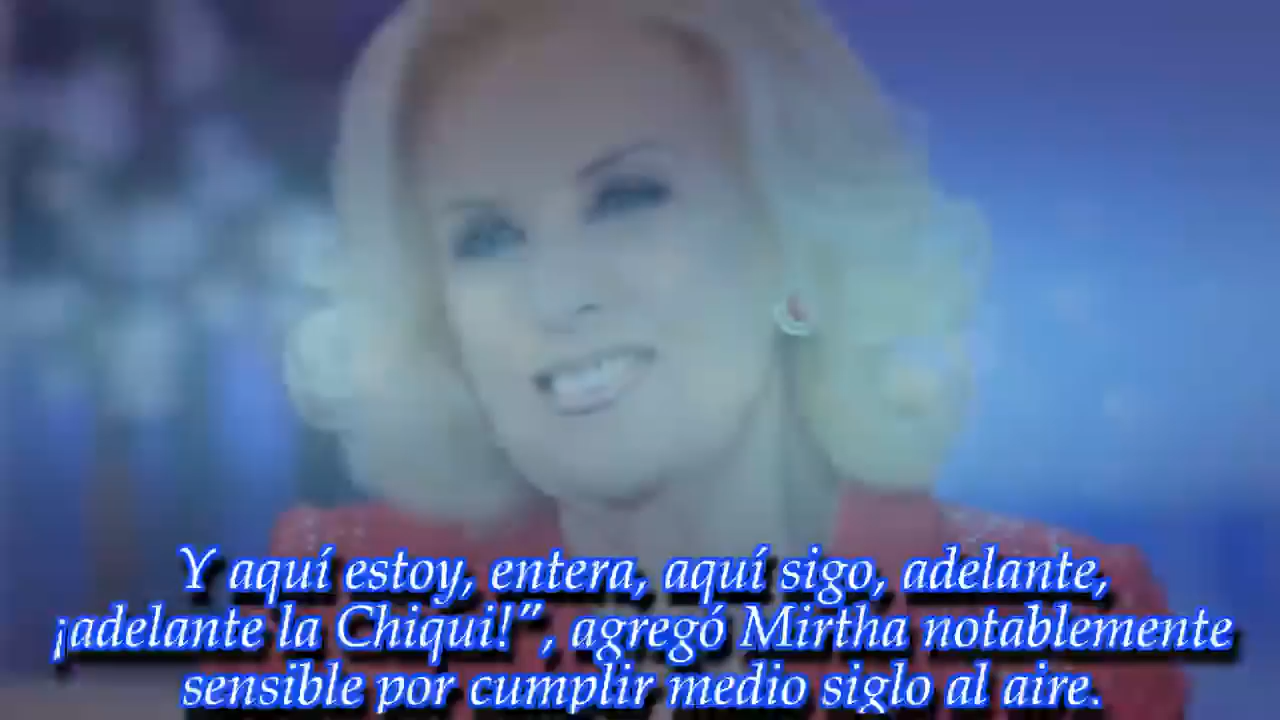 Y aquí estoy, entera, aquí sigo, adelante,
¡adelante la Chiqui!”, agregó Mirtha notablemente
sensible por cumplir medio siglo al aire.